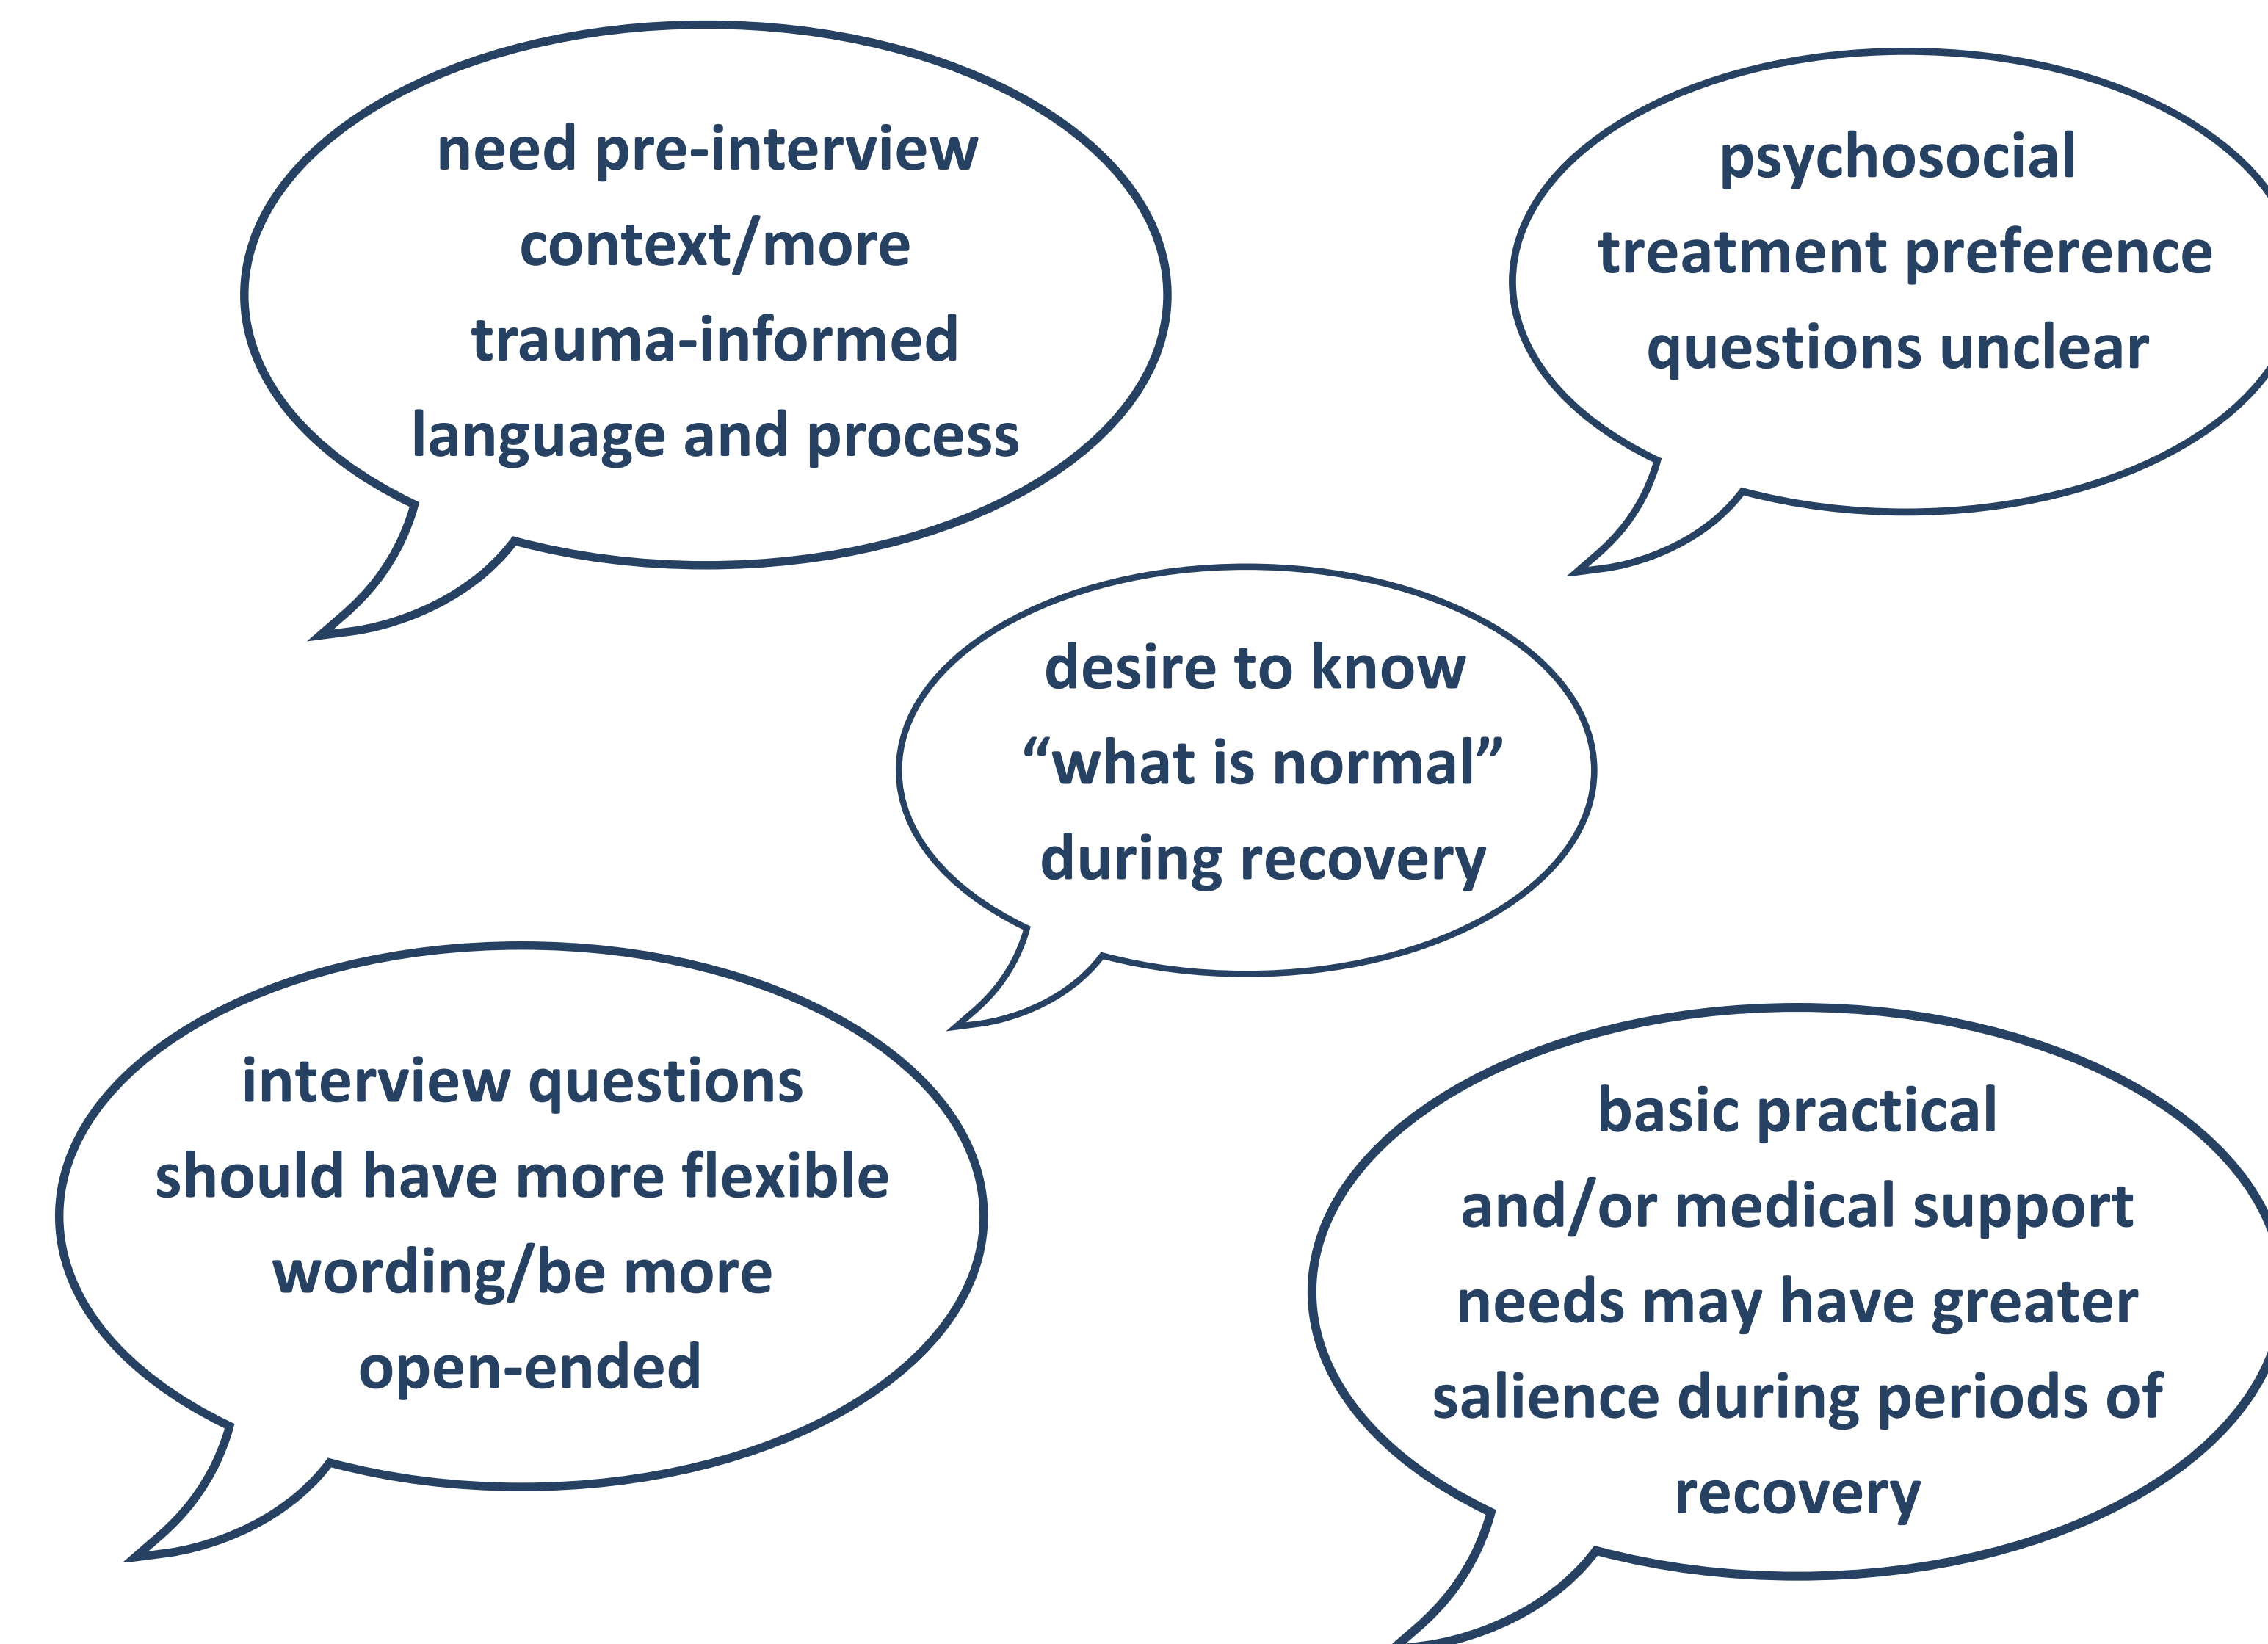 need pre-interview
context/more
trauma-informed
language and process
psychosocial
treatment preference
questions unclear
desire to know
“what is normal”
during recovery
interview questions
should have more flexible
wording/be more
open-ended
basic practical
and/or medical support
needs may have greater
salience during periods of
recovery